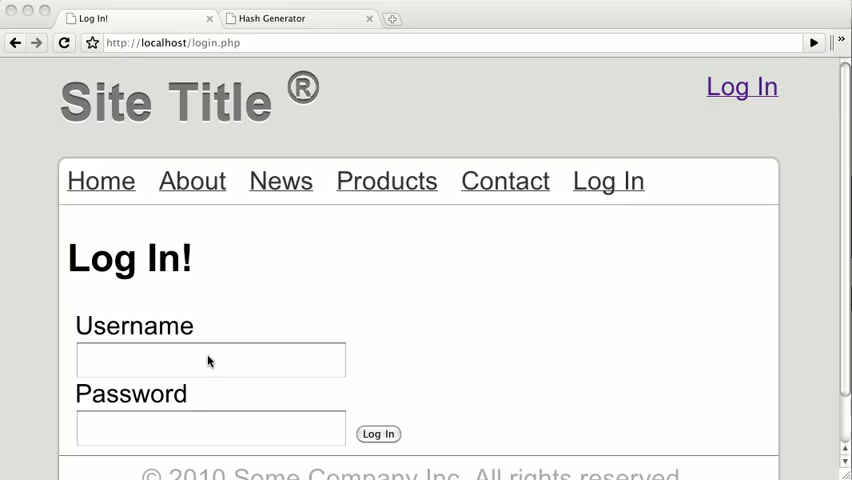 Log In!
Hash Generator
http://localhost/login.php
»
Site Title ®
Log In
Home About News Products Contact Log In
Log In!
Username
Password
Log In
© 2010 Some Company Inc. All rights reserved